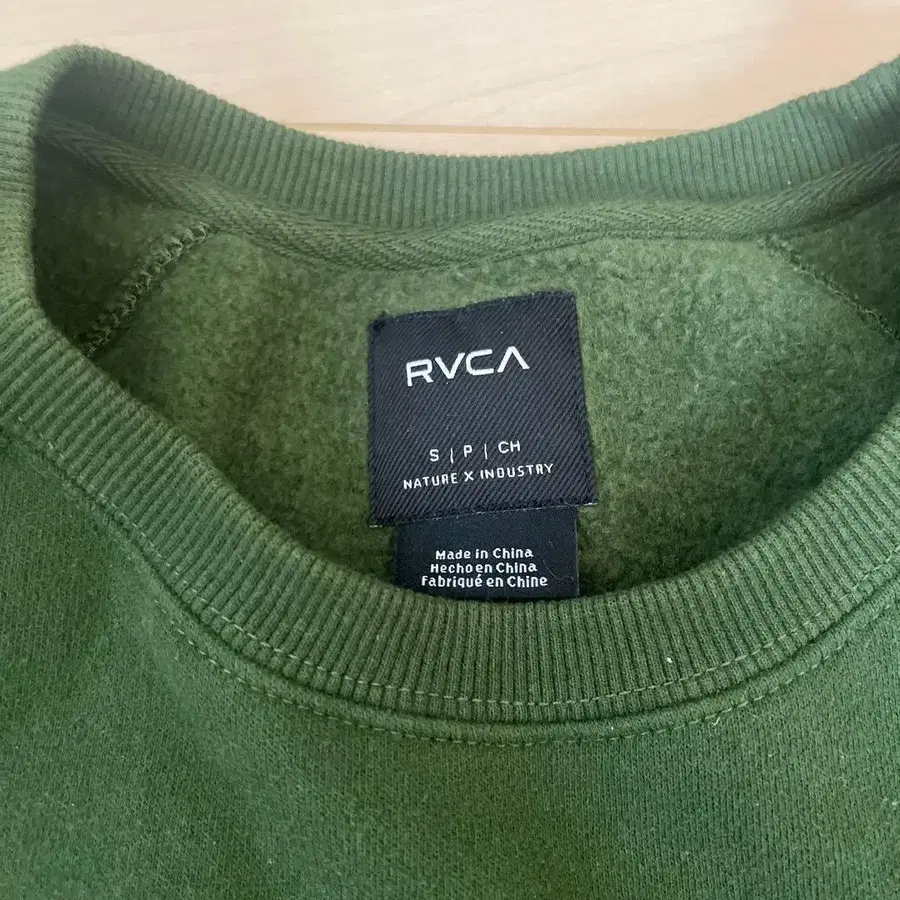 RVCA
S | P | CH
NATURE X INDUSTRY
Made in China
Hecho en China
Fabriqué en Chine